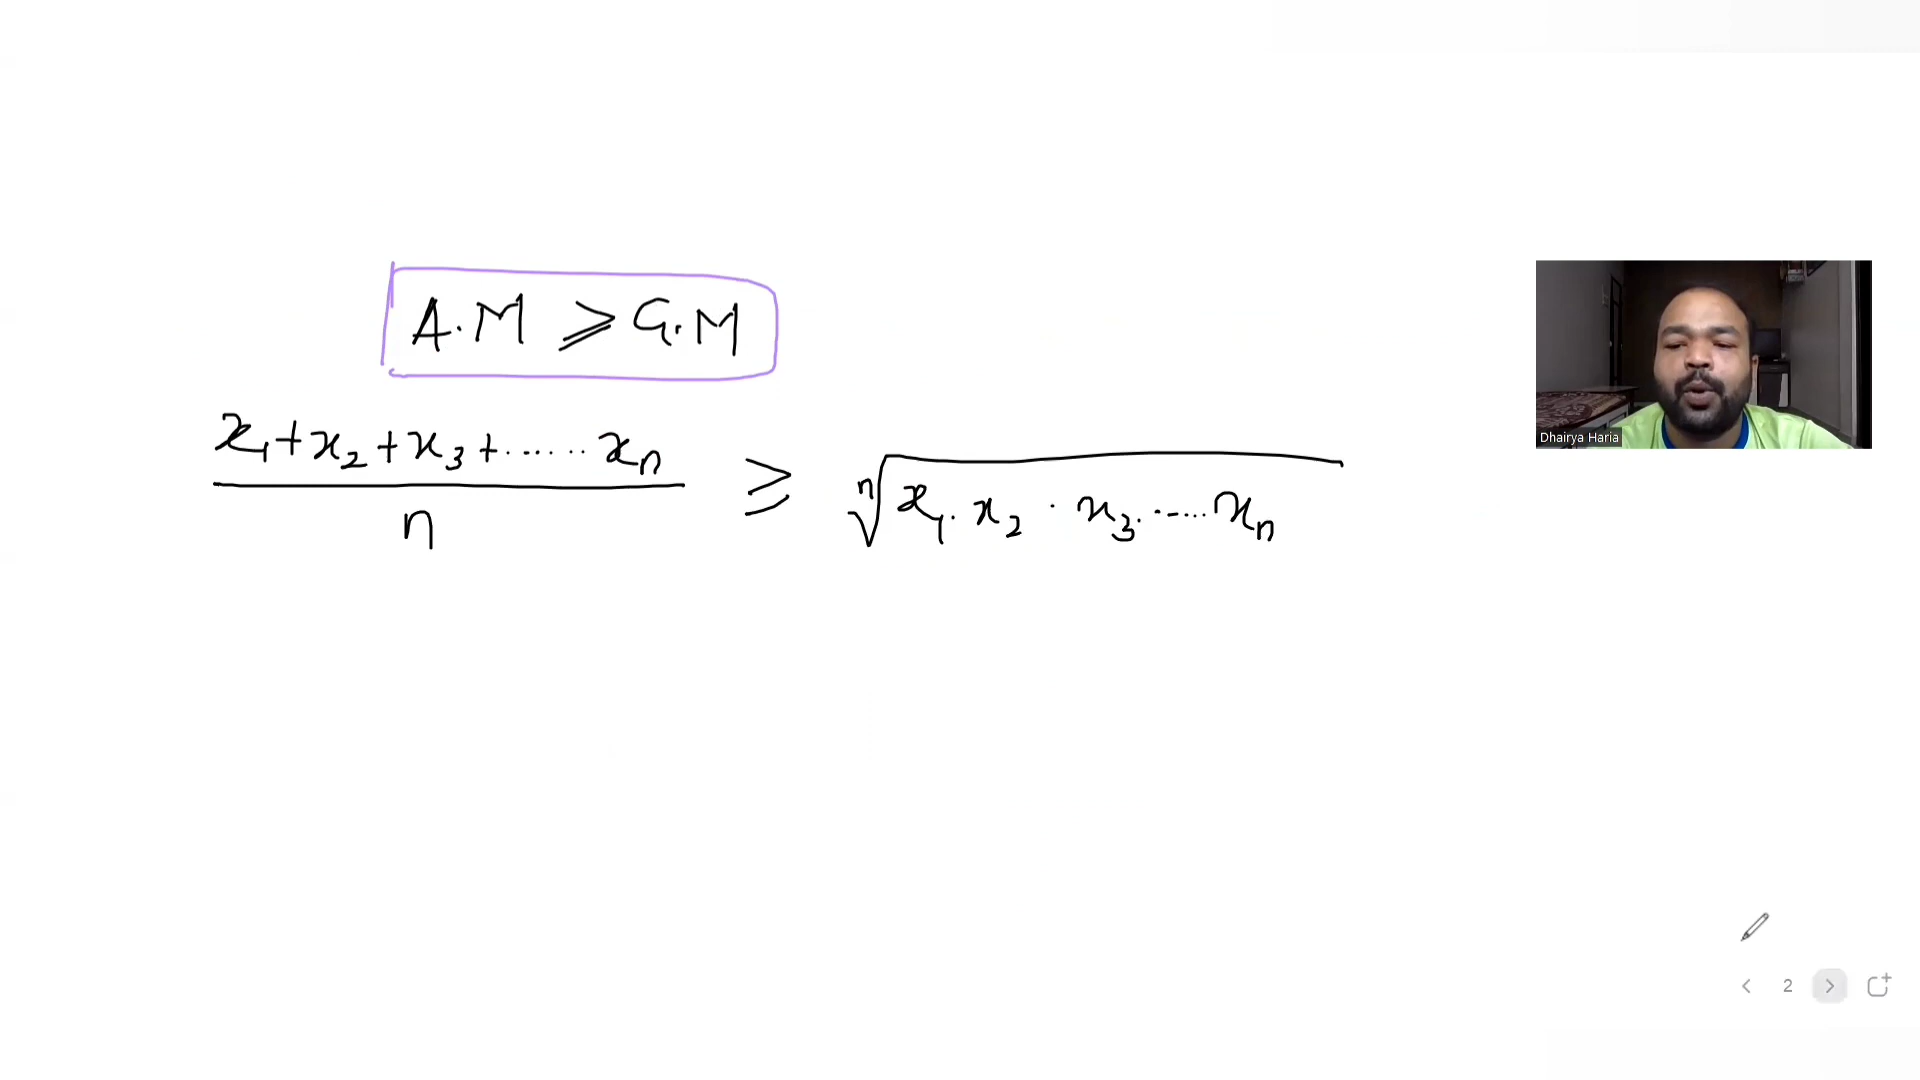 A.M ⩾ G.M
x₁+x₂+x₃+...... xₙ / n ≥ ⁿ√x₁. x₂ . x₃. ...... xₙ
Dhairya Haria
2